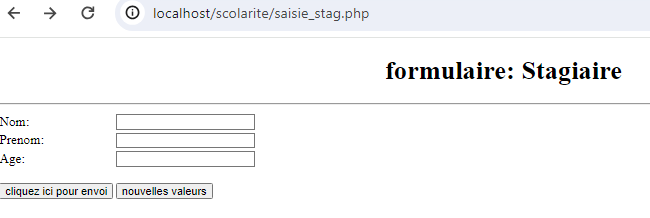 localhost/scolarite/saisie_stag.php
formulaire: Stagiaire
Nom:
Prenom:
Age:
cliquez ici pour envoi nouvelles valeurs